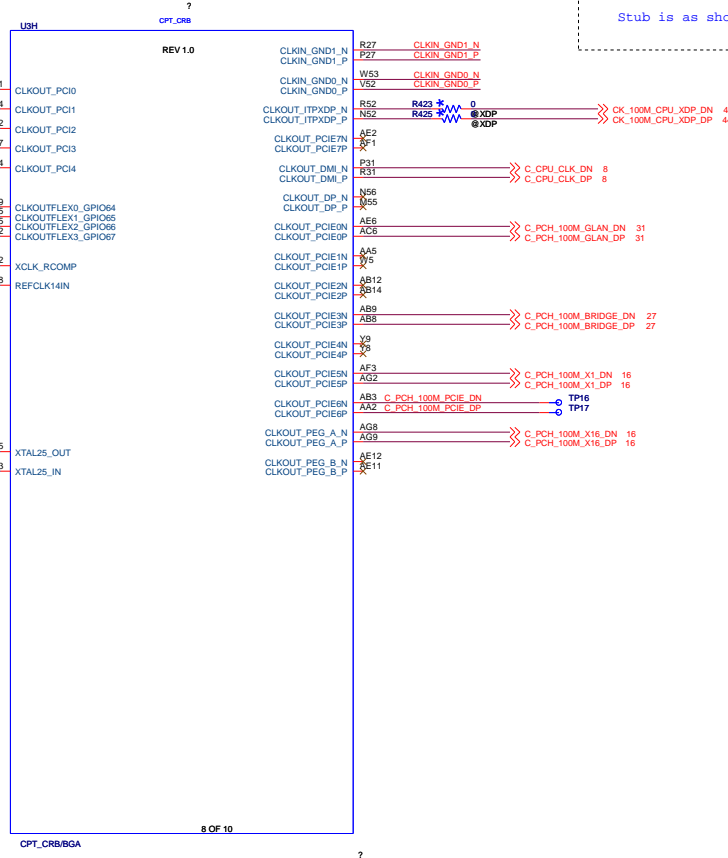 ?
Stub is as sho
CPT_CRB
U3H
REV 1.0
CLKIN_GND1_N R27 CLKIN_GND1_N
CLKIN_GND1_P P27 CLKIN_GND1_P
CLKIN_GND0_N W53 CLKIN_GND0_N
CLKIN_GND0_P V52 CLKIN_GND0_P
CLKOUT_PCI0
CLKOUT_ITPXDP_N R52 R423 * 0 CK_100M_CPU_XDP_DN 4
CLKOUT_PCI1
CLKOUT_ITPXDP_P N52 R425 * 0 @XDP CK_100M_CPU_XDP_DP 4
@XDP
CLKOUT_PCI2
CLKOUT_PCIE7N AE2
CLKOUT_PCI3
CLKOUT_PCIE7P AF1
CLKOUT_PCI4
CLKOUT_DMI_N P31 C_CPU_CLK_DN 8
CLKOUT_DMI_P R31 C_CPU_CLK_DP 8
CLKOUT_DP_N N56
CLKOUT_DP_P M55
CLKOUTFLEX0_GPIO64
CLKOUTFLEX1_GPIO65
CLKOUTFLEX2_GPIO66
CLKOUT_PCIE0N AE6 C_PCH_100M_GLAN_DN 31
CLKOUTFLEX3_GPIO67
CLKOUT_PCIE0P AC6 C_PCH_100M_GLAN_DP 31
CLKOUT_PCIE1N AA5
XCLK_RCOMP
CLKOUT_PCIE1P W5
REFCLK14IN
CLKOUT_PCIE2N AB12
CLKOUT_PCIE2P AB14
CLKOUT_PCIE3N AB9 C_PCH_100M_BRIDGE_DN 27
CLKOUT_PCIE3P AB8 C_PCH_100M_BRIDGE_DP 27
CLKOUT_PCIE4N Y9
CLKOUT_PCIE4P Y8
CLKOUT_PCIE5N AF3 C_PCH_100M_X1_DN 16
CLKOUT_PCIE5P AG2 C_PCH_100M_X1_DP 16
CLKOUT_PCIE6N AB3 C_PCH_100M_PCIE_DN TP16
CLKOUT_PCIE6P AA2 C_PCH_100M_PCIE_DP TP17
CLKOUT_PEG_A_N AG8 C_PCH_100M_X16_DN 16
CLKOUT_PEG_A_P AG9 C_PCH_100M_X16_DP 16
XTAL25_OUT
CLKOUT_PEG_B_N AE12
XTAL25_IN
CLKOUT_PEG_B_P AE11
8 OF 10
CPT_CRB/BGA
?